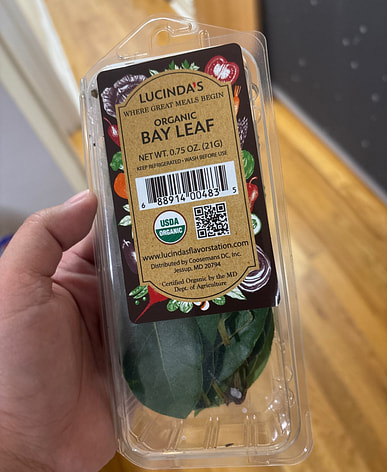 LUCINDA'S
WHERE GREAT MEALS BEGIN
ORGANIC
BAY LEAF
NET WT. 0.75 OZ. (21G)
KEEP REFRIGERATED • WASH BEFORE USE
6 88914 00483 5
USDA
ORGANIC
www.lucindasflavorstation.com
Distributed by Coosemans DC, Inc.
Jessup, MD 20794
Certified Organic by the MD
Dept. of Agriculture